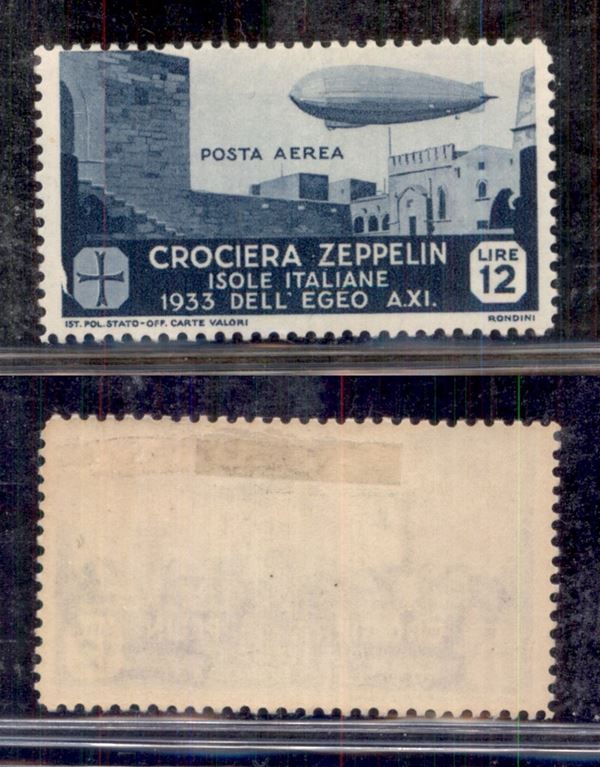 POSTA AEREA
CROCIERA ZEPPELIN
ISOLE ITALIANE
1933 DELL'EGEO A.XI.
LIRE
12
IST. POL. STATO-OFF. CARTE VALORI
RONDINI